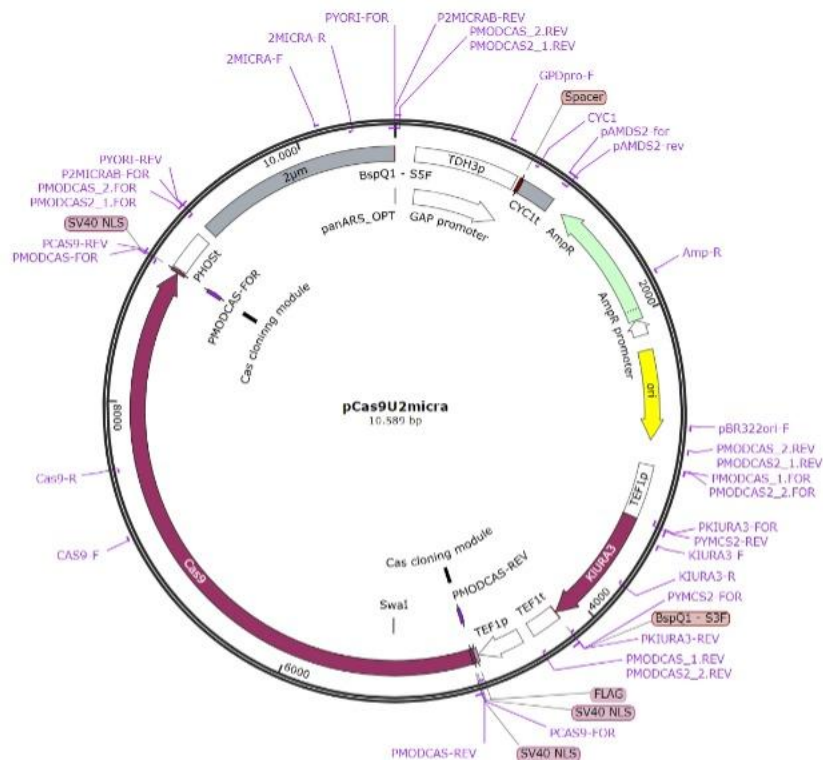 PYORI-FOR
P2MICRAB-REV
PMODCAS_2.REV
PMODCAS2_1.REV
2MICRA-R
2MICRA-F
GPDpro-F
Spacer
CYC1
pAMDS2-for
pAMDS2-rev
10.000
2µm
BspQ1 - S5F
TDH3p
CYC1t
panARS_OPT
GAP promoter
AmpR
PYORI-REV
P2MICRAB-FOR
PMODCAS_2.FOR
PMODCAS2_1.FOR
SV40 NLS
PCAS9-REV
PMODCAS-FOR
PHO5t
PMODCAS-FOR
Cas cloninng module
Amp-R
2000
AmpR promoter
ori
pCas9U2micra
10.589 bp
8000
pBR322ori-F
PMODCAS_2.REV
PMODCAS2_1.REV
PMODCAS_1.FOR
PMODCAS2_2.FOR
Cas9-R
CAS9-F
TEF1p
PKIURA3-FOR
PYMCS2-REV
KIURA3-F
KIURA3
KIURA3-R
4000
PYMCS2-FOR
BspQ1 - S3F
PKIURA3-REV
Cas9
Cas cloning module
PMODCAS-REV
SwaI
TEF1p
TEF1t
6000
PMODCAS_1.REV
PMODCAS2_2.REV
FLAG
SV40 NLS
PCAS9-FOR
PMODCAS-REV
SV40 NLS